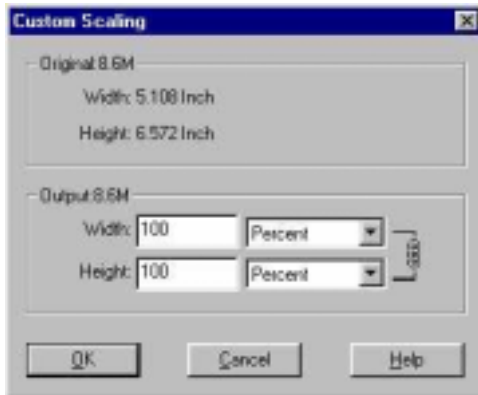 Custom Scaling
Original:8.6M
Width: 5.108 Inch
Height: 6.572 Inch
Output:8.6M
Width: 100 Percent
Height: 100 Percent
OK Cancel Help